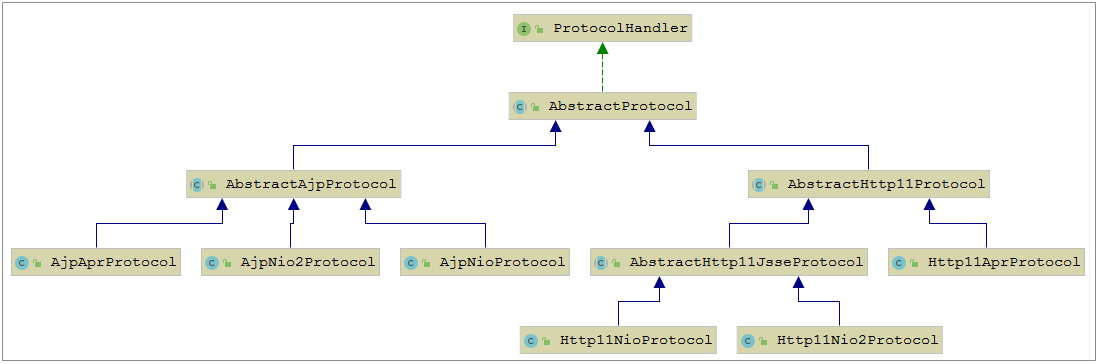 I ProtocolHandler
C AbstractProtocol
C AbstractAjpProtocol
C AbstractHttp11Protocol
C AjpAprProtocol
C AjpNio2Protocol
C AjpNioProtocol
C AbstractHttp11JsseProtocol
C Http11AprProtocol
C Http11NioProtocol
C Http11Nio2Protocol